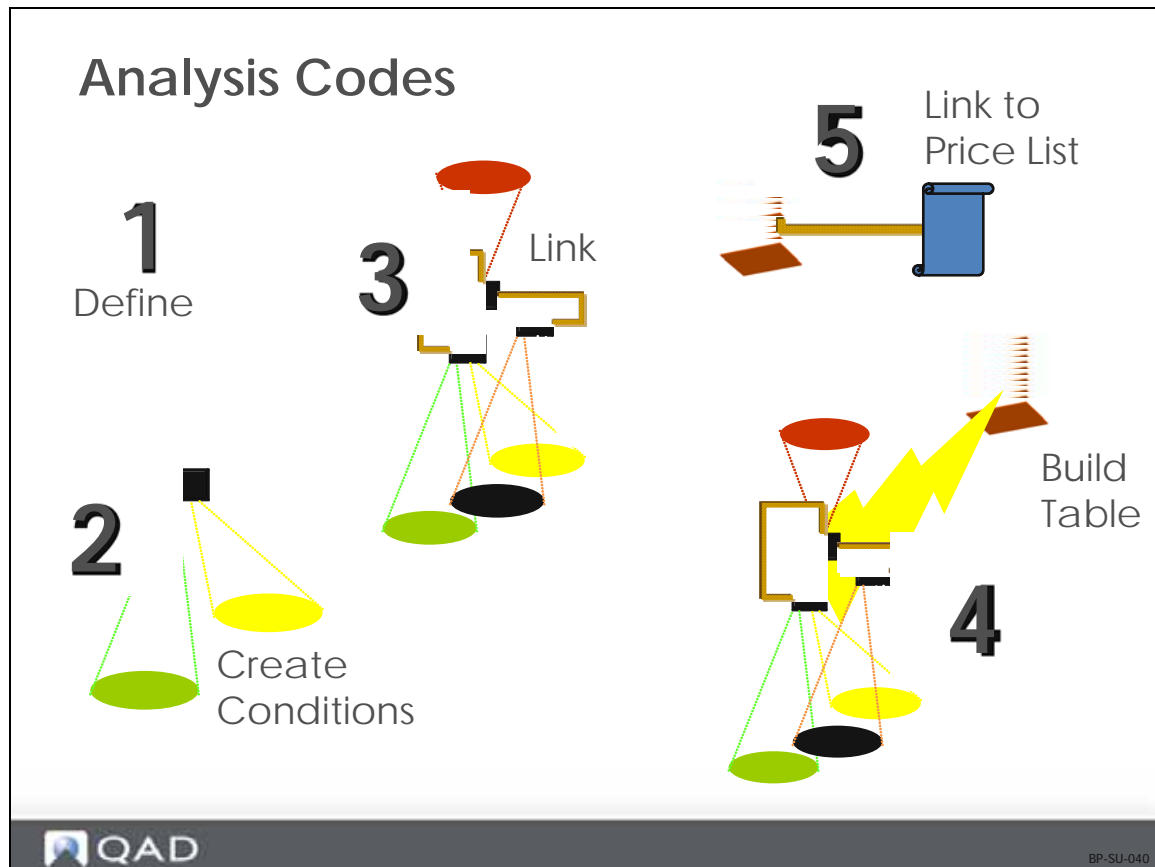 Analysis Codes
1
Define
2
Create
Conditions
3
Link
4
Build
Table
5
Link to
Price List
QAD
BP-SU-040